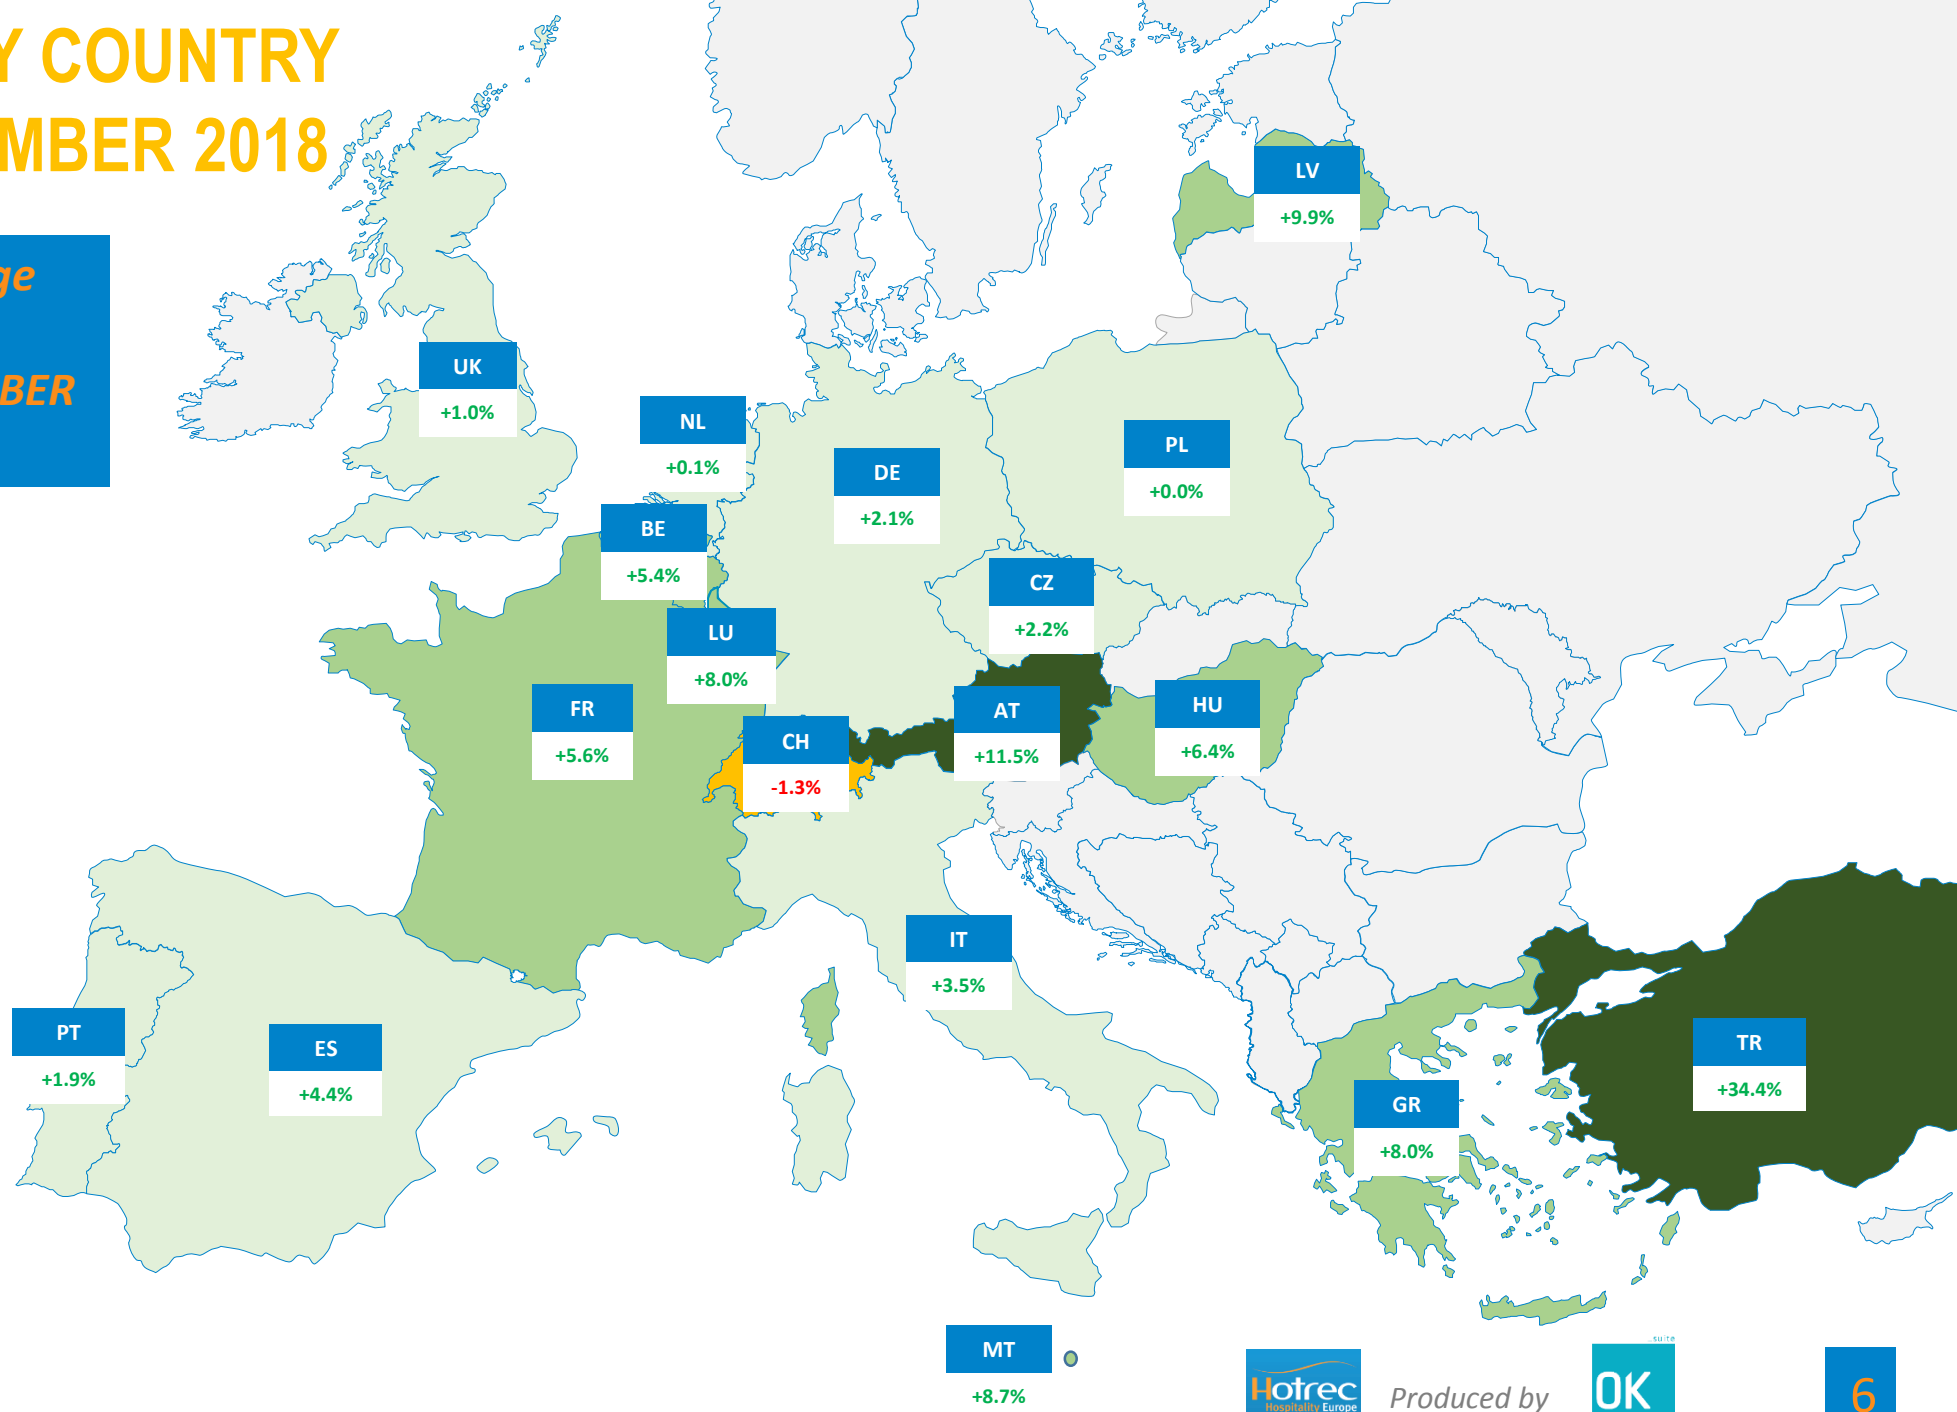 Y COUNTRY
MBER 2018
ge
BER
LV
+9.9%
UK
+1.0%
NL
+0.1%
PL
+0.0%
DE
+2.1%
BE
+5.4%
CZ
+2.2%
LU
+8.0%
FR
+5.6%
AT
+11.5%
HU
+6.4%
CH
-1.3%
IT
+3.5%
PT
+1.9%
ES
+4.4%
TR
+34.4%
GR
+8.0%
MT
+8.7%
Hotrec
Hospitality Europe
Produced by
suite
OK
6